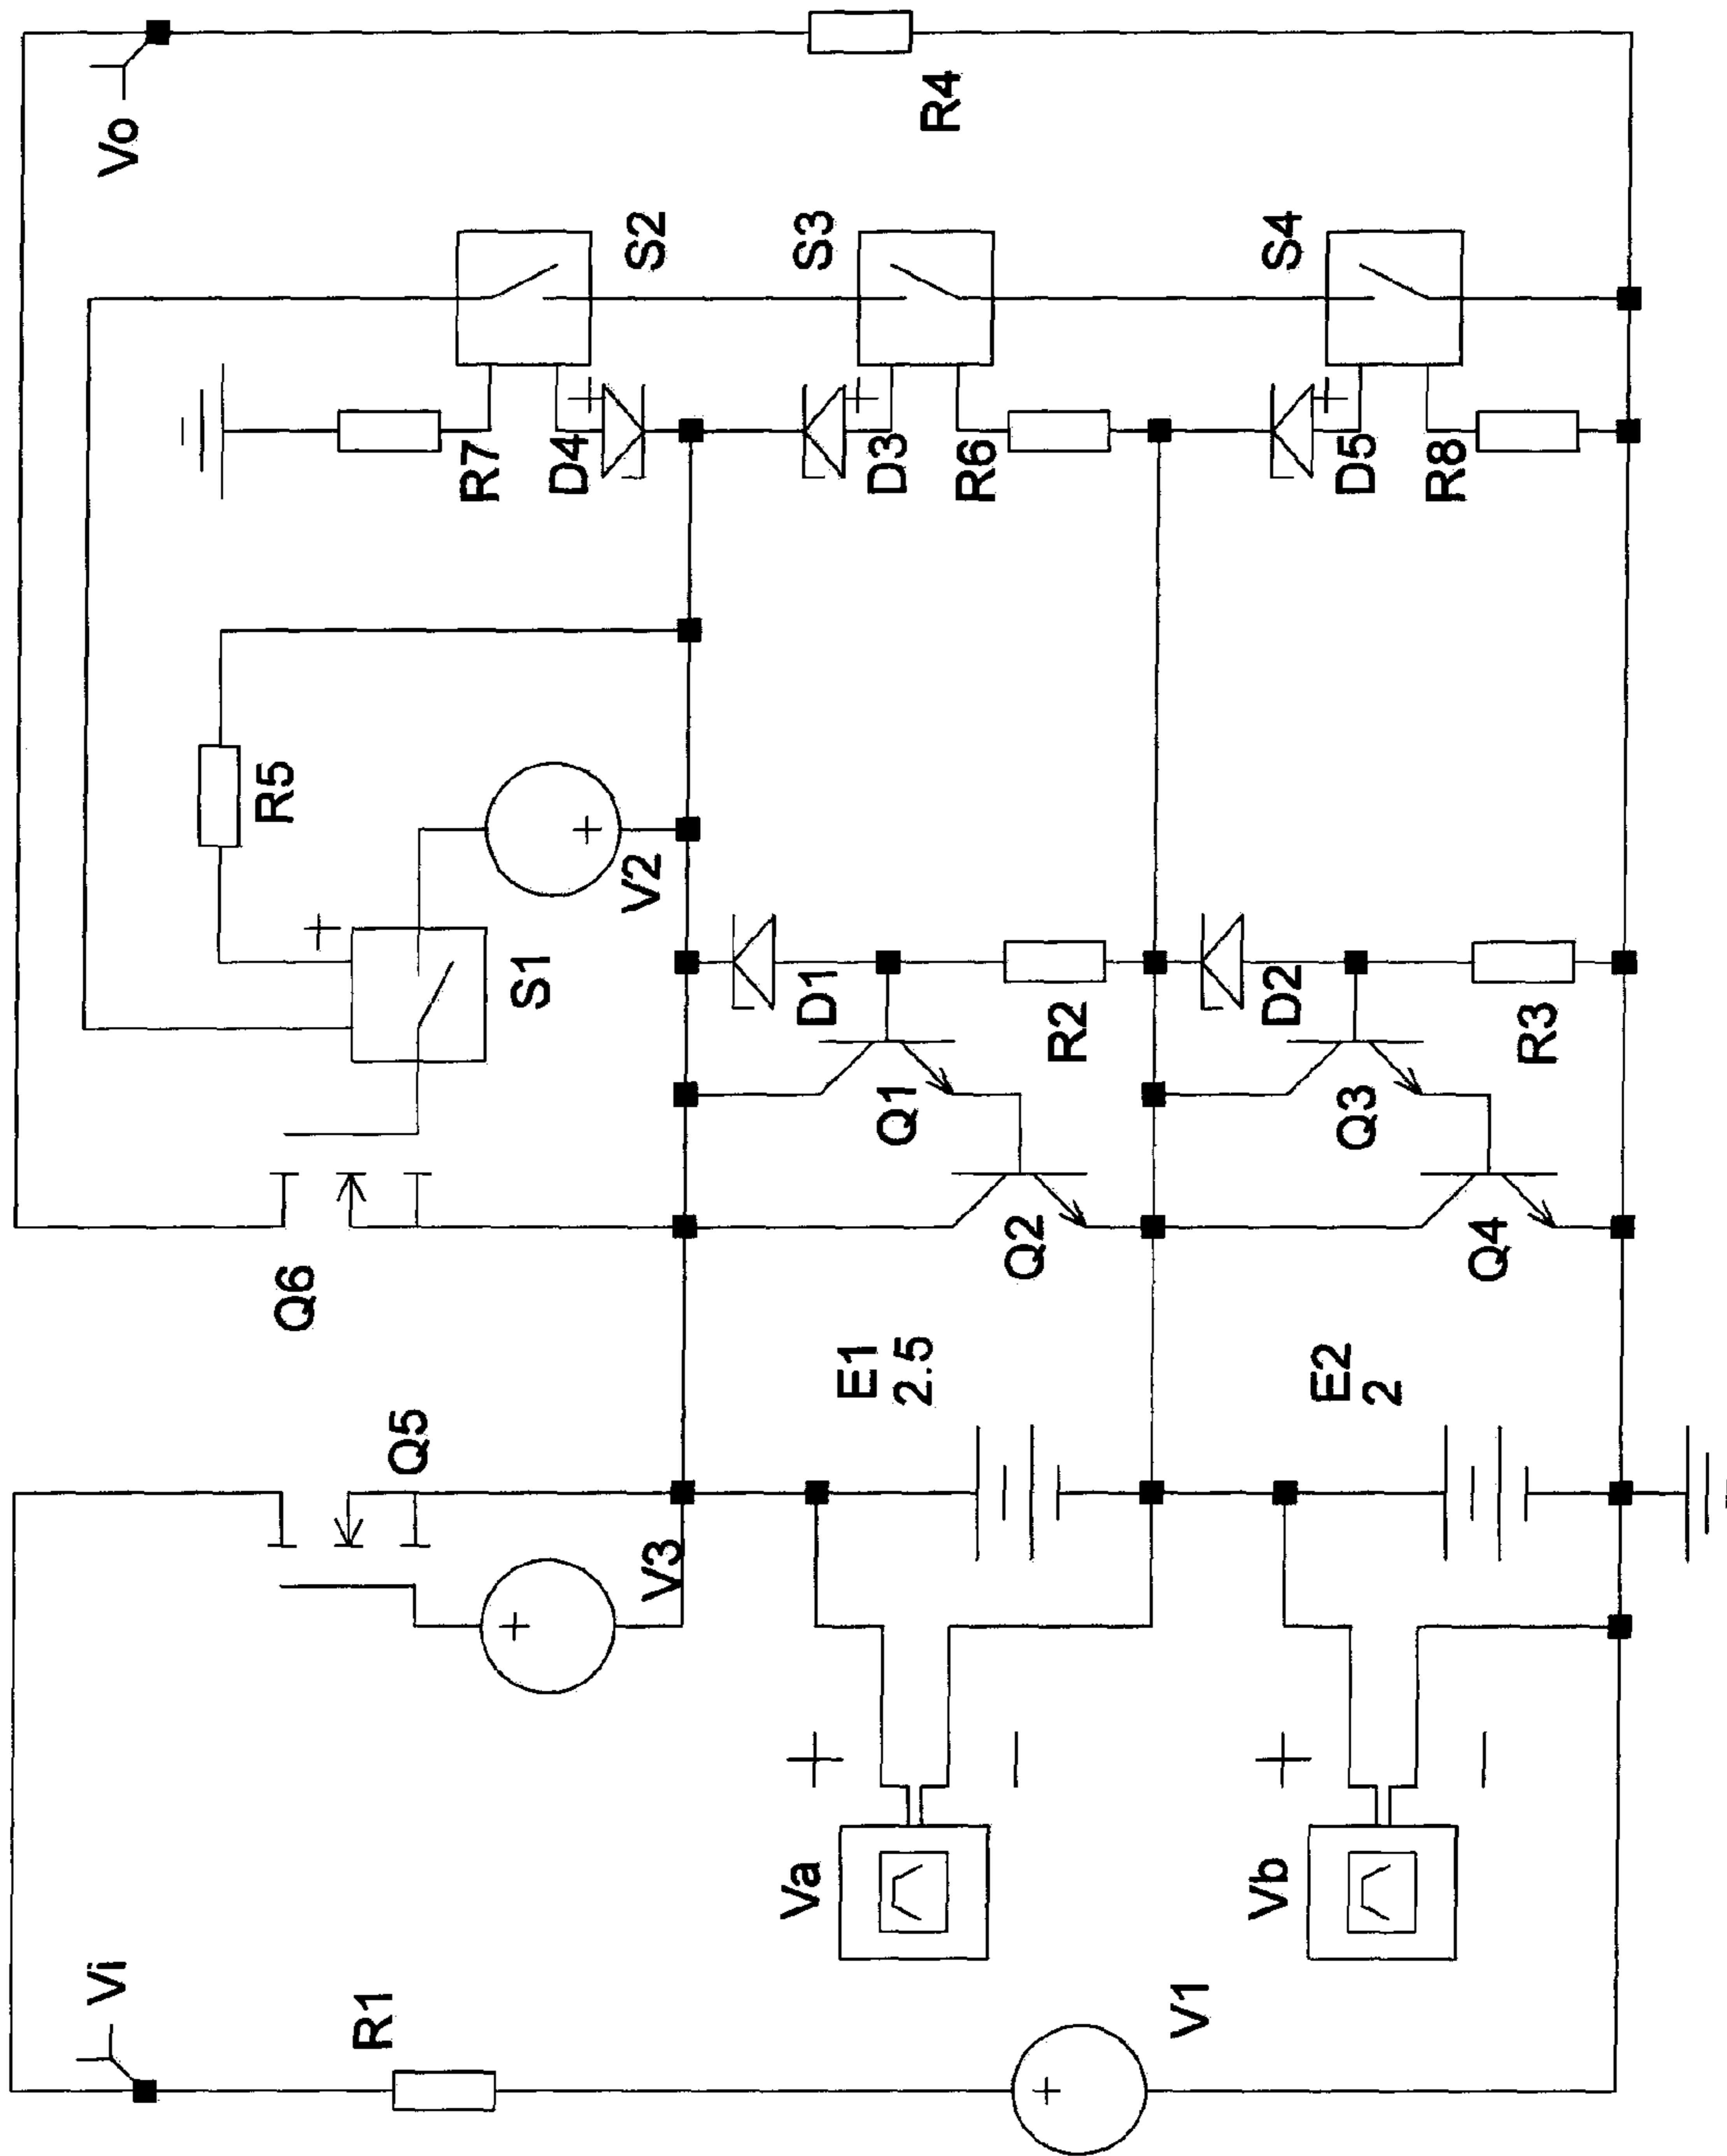 Vo
R4
S2
S3
S4
R7
D4
D3
R6
D5
R8
R5
V2
S1
D1
R2
D2
R3
Q1
Q3
Q2
Q4
Q6
E1
2.5
E2
2
Q5
V3
+
-
+
-
Va
Vb
Vi
R1
V1